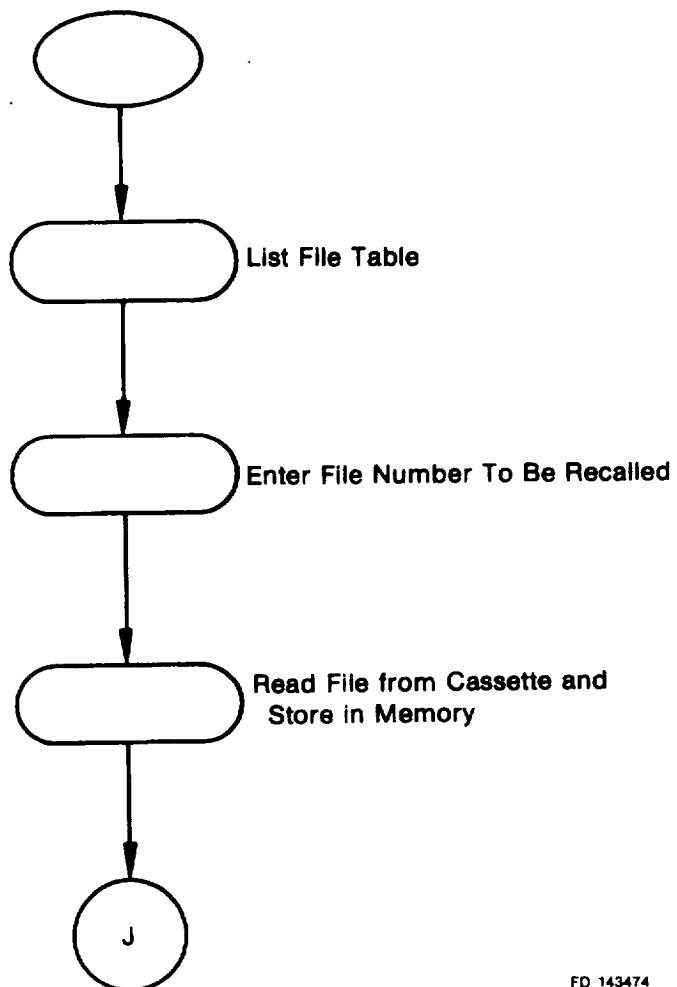 List File Table
Enter File Number To Be Recalled
Read File from Cassette and
Store in Memory
J
FD 143474